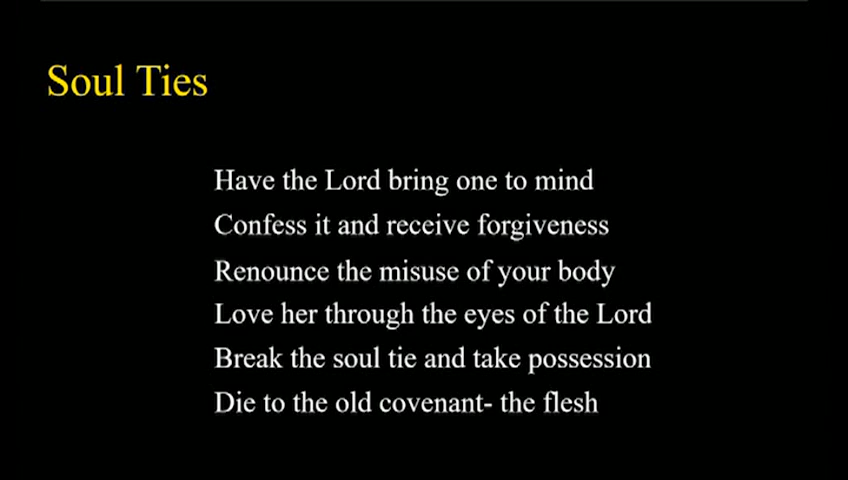 Soul Ties
Have the Lord bring one to mind
Confess it and receive forgiveness
Renounce the misuse of your body
Love her through the eyes of the Lord
Break the soul tie and take possession
Die to the old covenant- the flesh